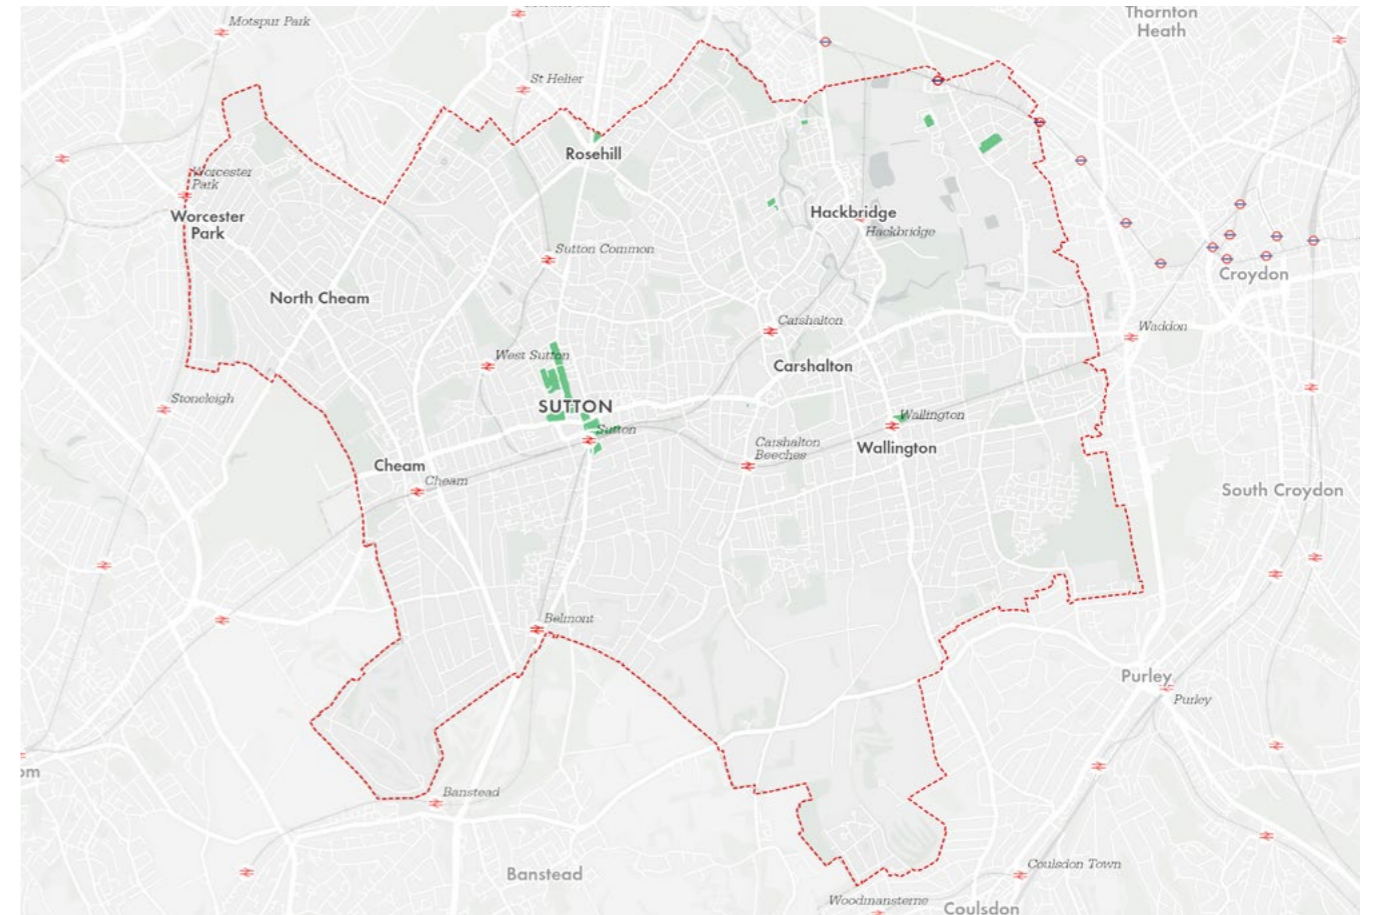 Motspur Park
Thornton
Heath
St Helier
Rosehill
Worcester
Park
Worcester
Park
Hackbridge
Hackbridge
Sutton Common
Croydon
North Cheam
Carshalton
Waddon
West Sutton
Carshalton
Stoneleigh
SUTTON
Sutton
Wallington
Carshalton
Beeches
Wallington
Cheam
Cheam
South Croydon
Belmont
Purley
Purley
om
Banstead
Banstead
Coulsdon Town
Woodmansterne
Coulsdon